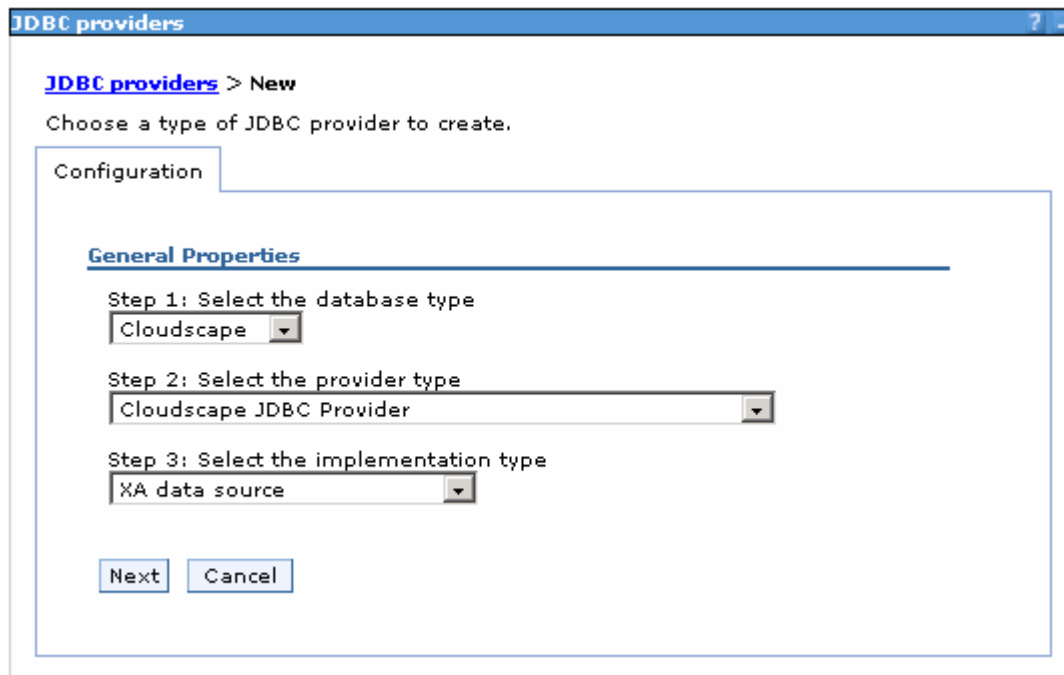 JDBC providers ?
JDBC providers > New
Choose a type of JDBC provider to create.
Configuration
General Properties
Step 1: Select the database type
Cloudscape
Step 2: Select the provider type
Cloudscape JDBC Provider
Step 3: Select the implementation type
XA data source
Next Cancel